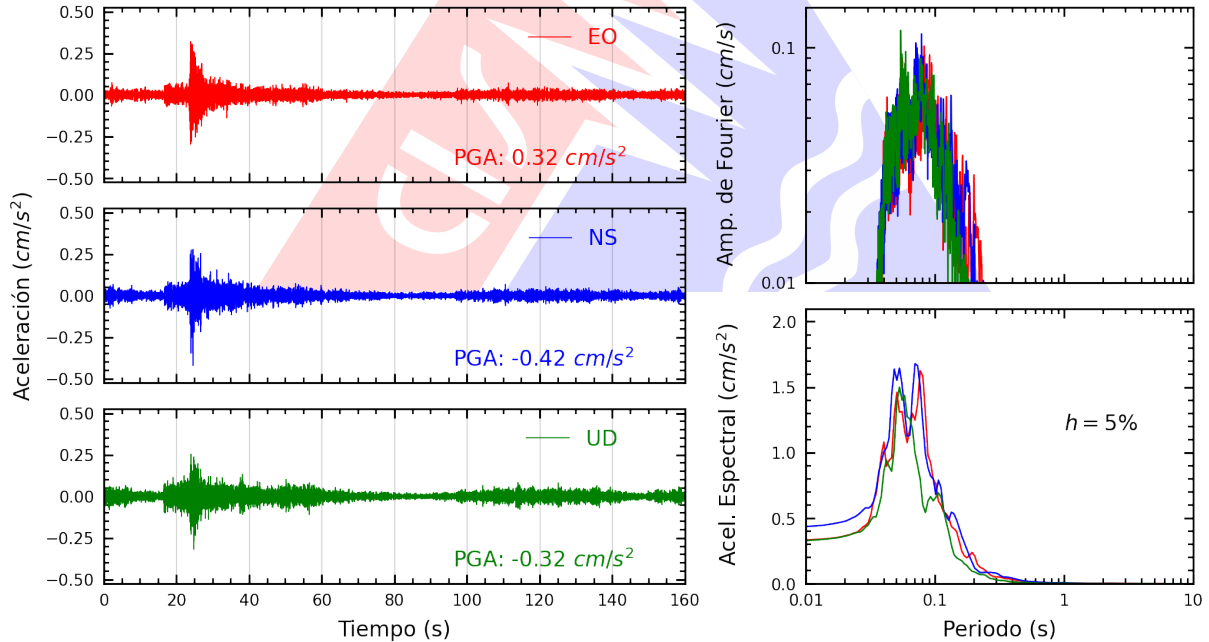 Aceleración (cm/s²)
0.50
0.25
0.00
−0.25
−0.50
EO
PGA: 0.32 cm/s²
0.50
0.25
0.00
−0.25
−0.50
NS
PGA: -0.42 cm/s²
0.50
0.25
0.00
−0.25
−0.50
UD
PGA: -0.32 cm/s²
0 20 40 60 80 100 120 140 160
Tiempo (s)
Amp. de Fourier (cm/s)
0.1
0.01
Acel. Espectral (cm/s²)
2.0
1.5
1.0
0.5
0.0
h = 5%
0.01 0.1 1 10
Periodo (s)